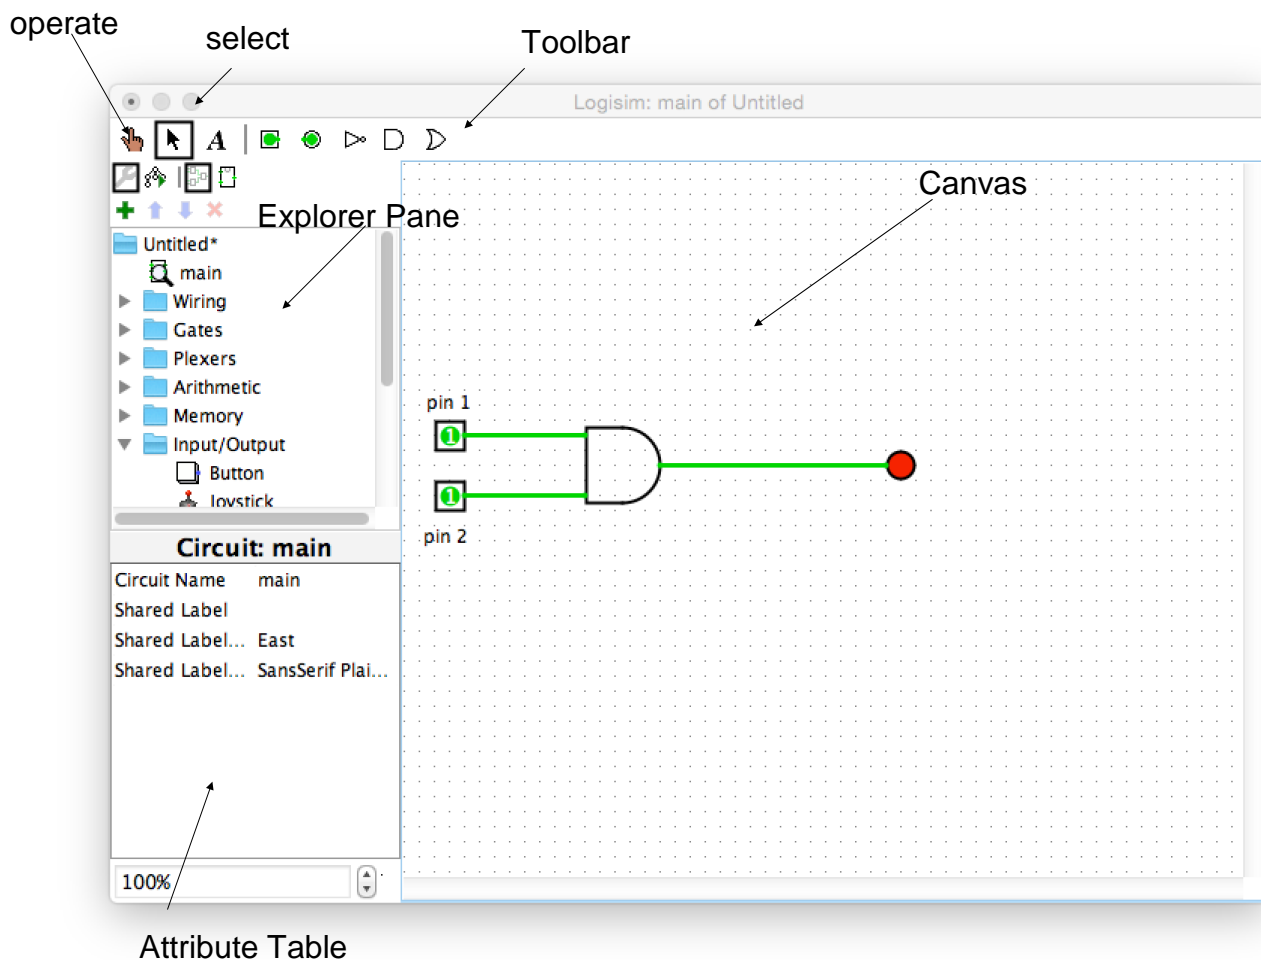 operate
select
Toolbar
Logisim: main of Untitled
A
Canvas
Explorer Pane
Untitled*
main
Wiring
Gates
Plexers
Arithmetic
Memory
Input/Output
Button
Joystick
pin 1
1
1
pin 2
Circuit: main
Circuit Name main
Shared Label
Shared Label... East
Shared Label... SansSerif Plai...
100%
Attribute Table